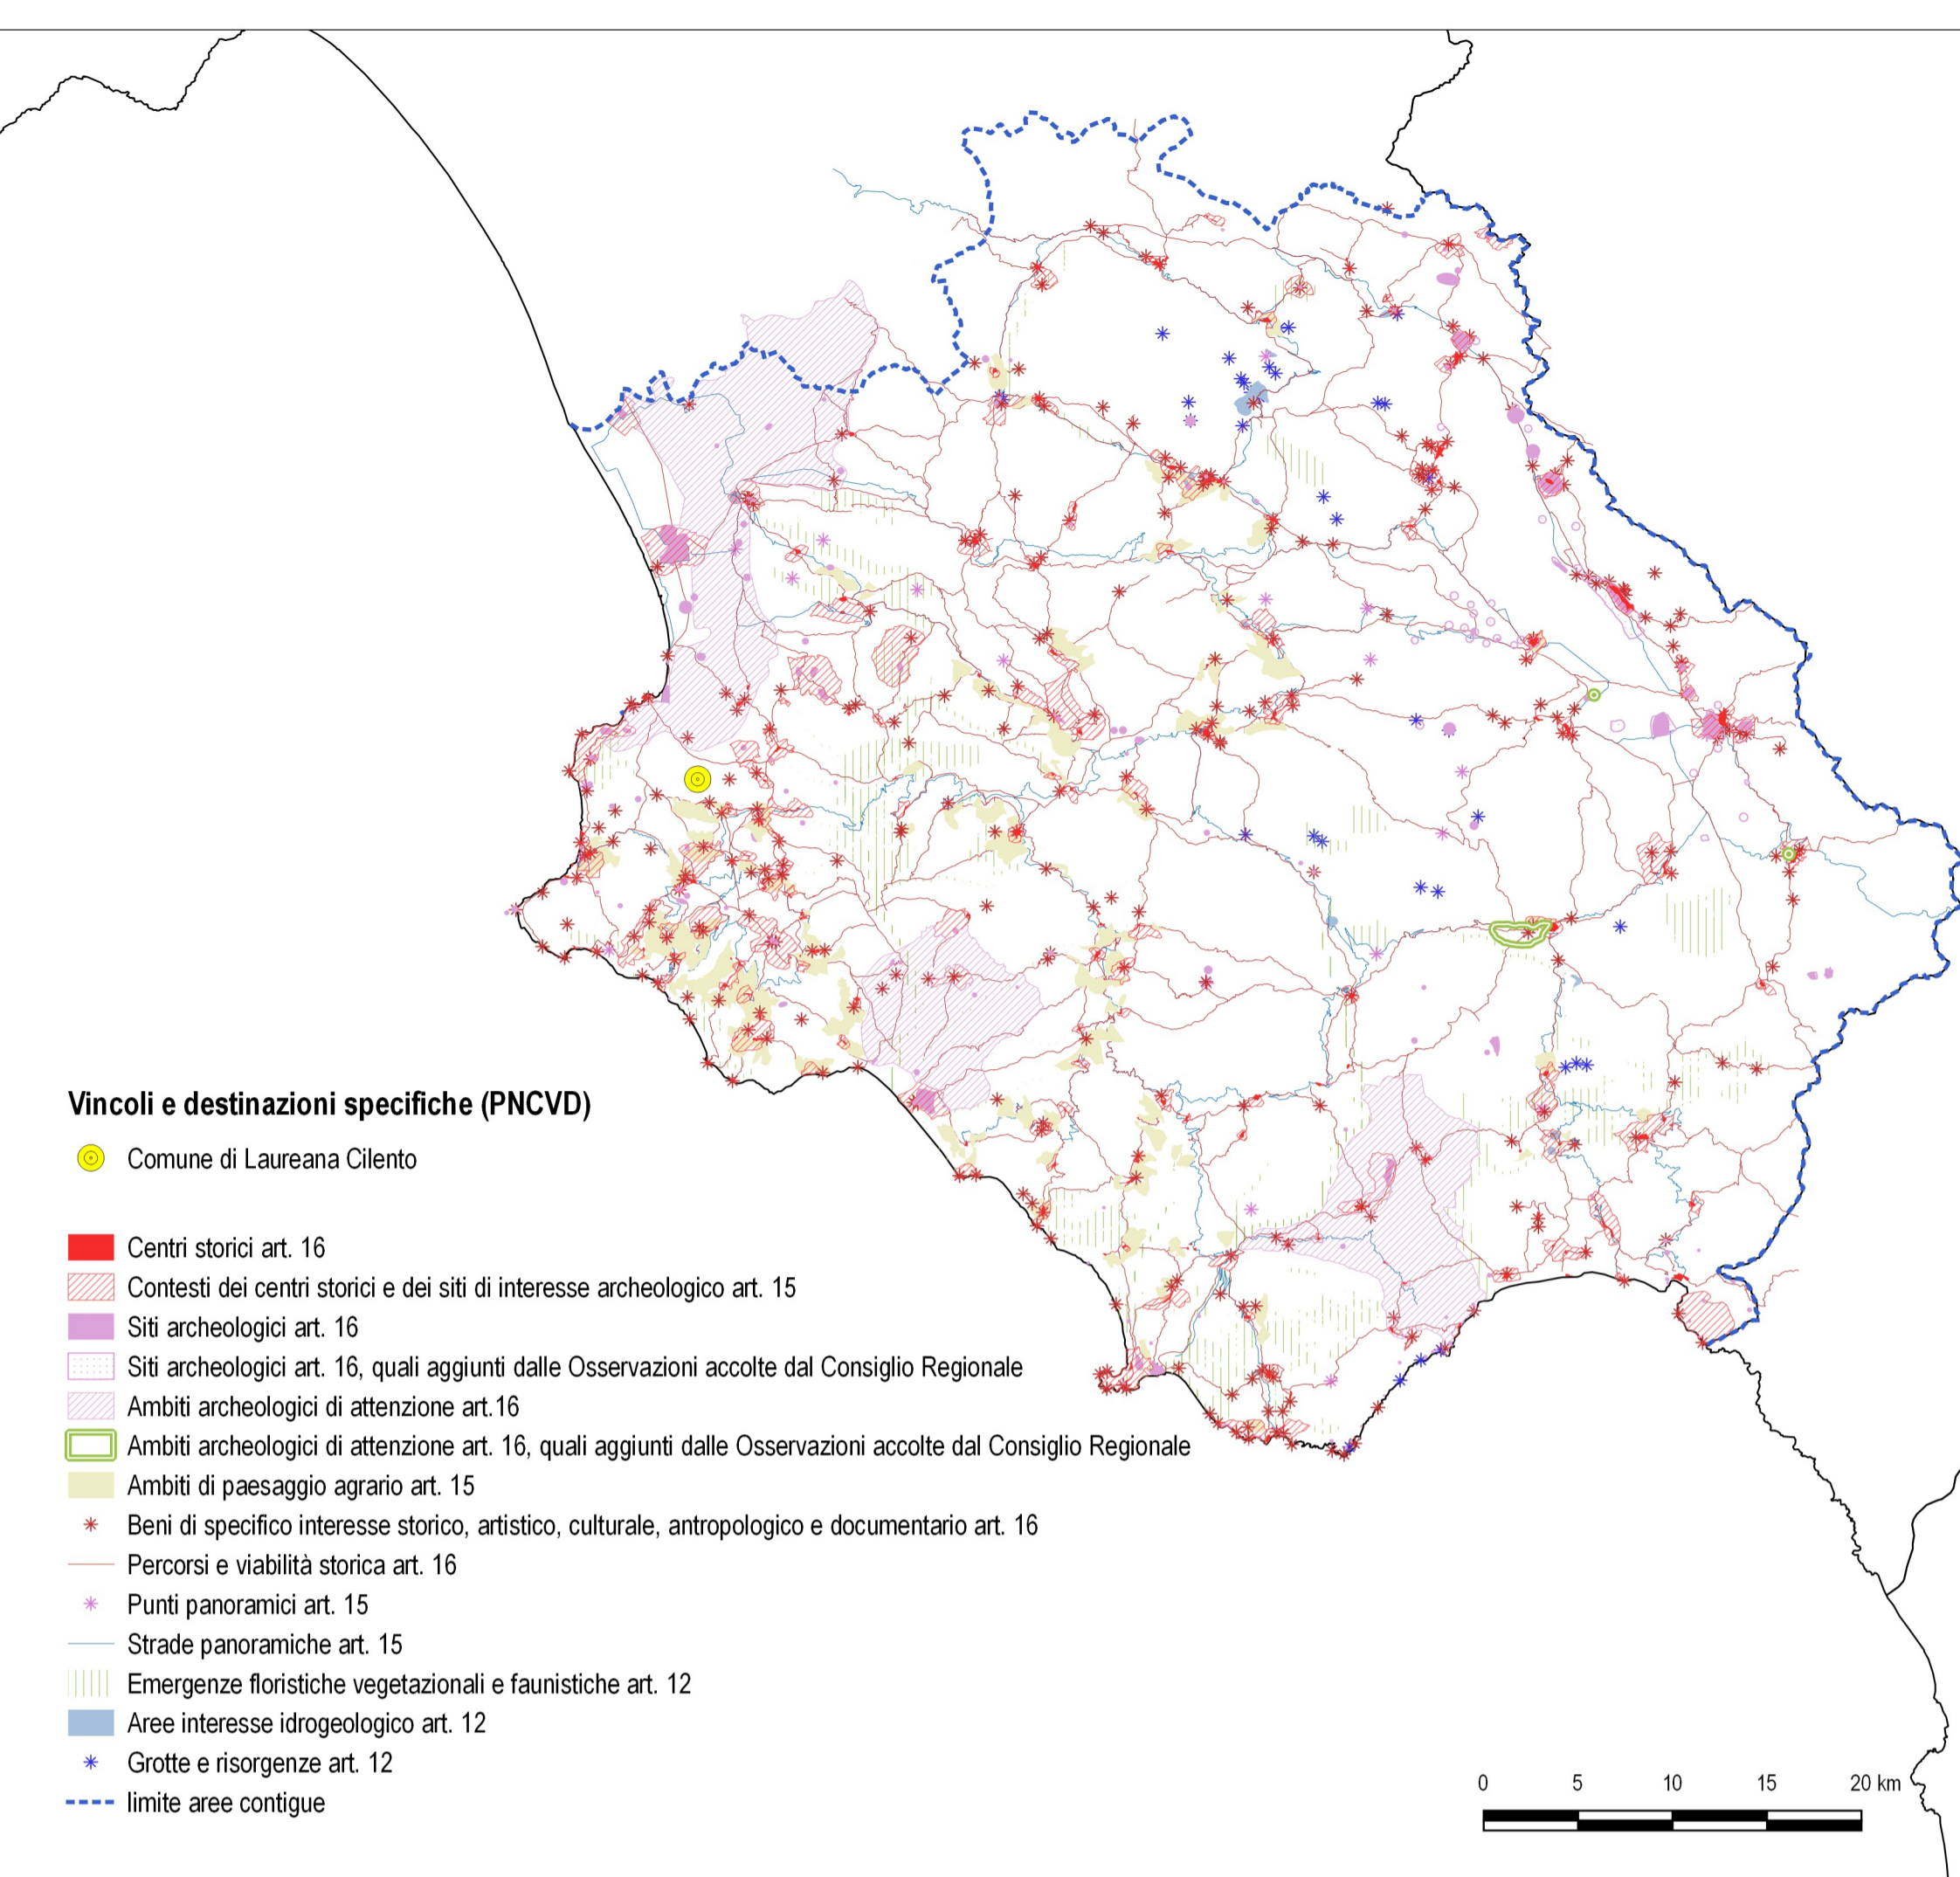 Vincoli e destinazioni specifiche (PNCVD)
Comune di Laureana Cilento
Centri storici art. 16
Contesti dei centri storici e dei siti di interesse archeologico art. 15
Siti archeologici art. 16
Siti archeologici art. 16, quali aggiunti dalle Osservazioni accolte dal Consiglio Regionale
Ambiti archeologici di attenzione art.16
Ambiti archeologici di attenzione art. 16, quali aggiunti dalle Osservazioni accolte dal Consiglio Regionale
Ambiti di paesaggio agrario art. 15
Beni di specifico interesse storico, artistico, culturale, antropologico e documentario art. 16
Percorsi e viabilità storica art. 16
Punti panoramici art. 15
Strade panoramiche art. 15
Emergenze floristiche vegetazionali e faunistiche art. 12
Aree interesse idrogeologico art. 12
Grotte e risorgenze art. 12
limite aree contigue
0 5 10 15 20 km